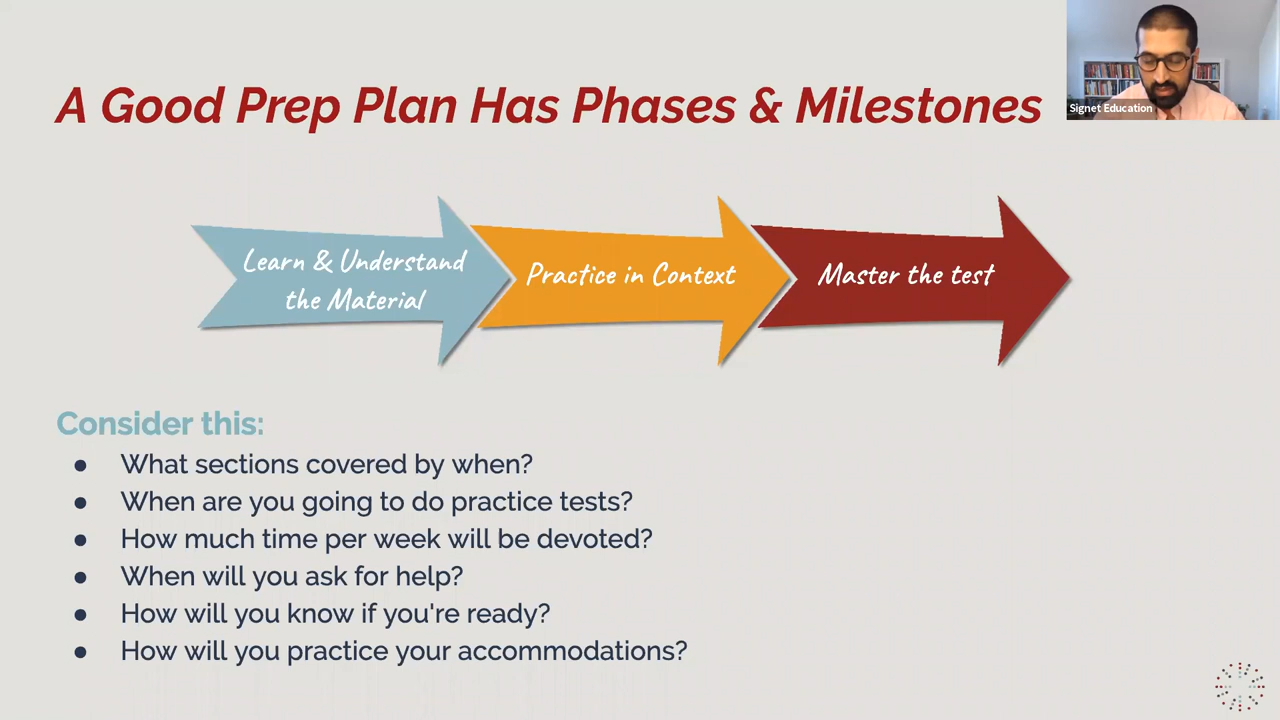 A Good Prep Plan Has Phases & Milestones
Signet Education
Learn & Understand
the Material
Practice in Context
Master the test
Consider this:
● What sections covered by when?
● When are you going to do practice tests?
● How much time per week will be devoted?
● When will you ask for help?
● How will you know if you're ready?
● How will you practice your accommodations?